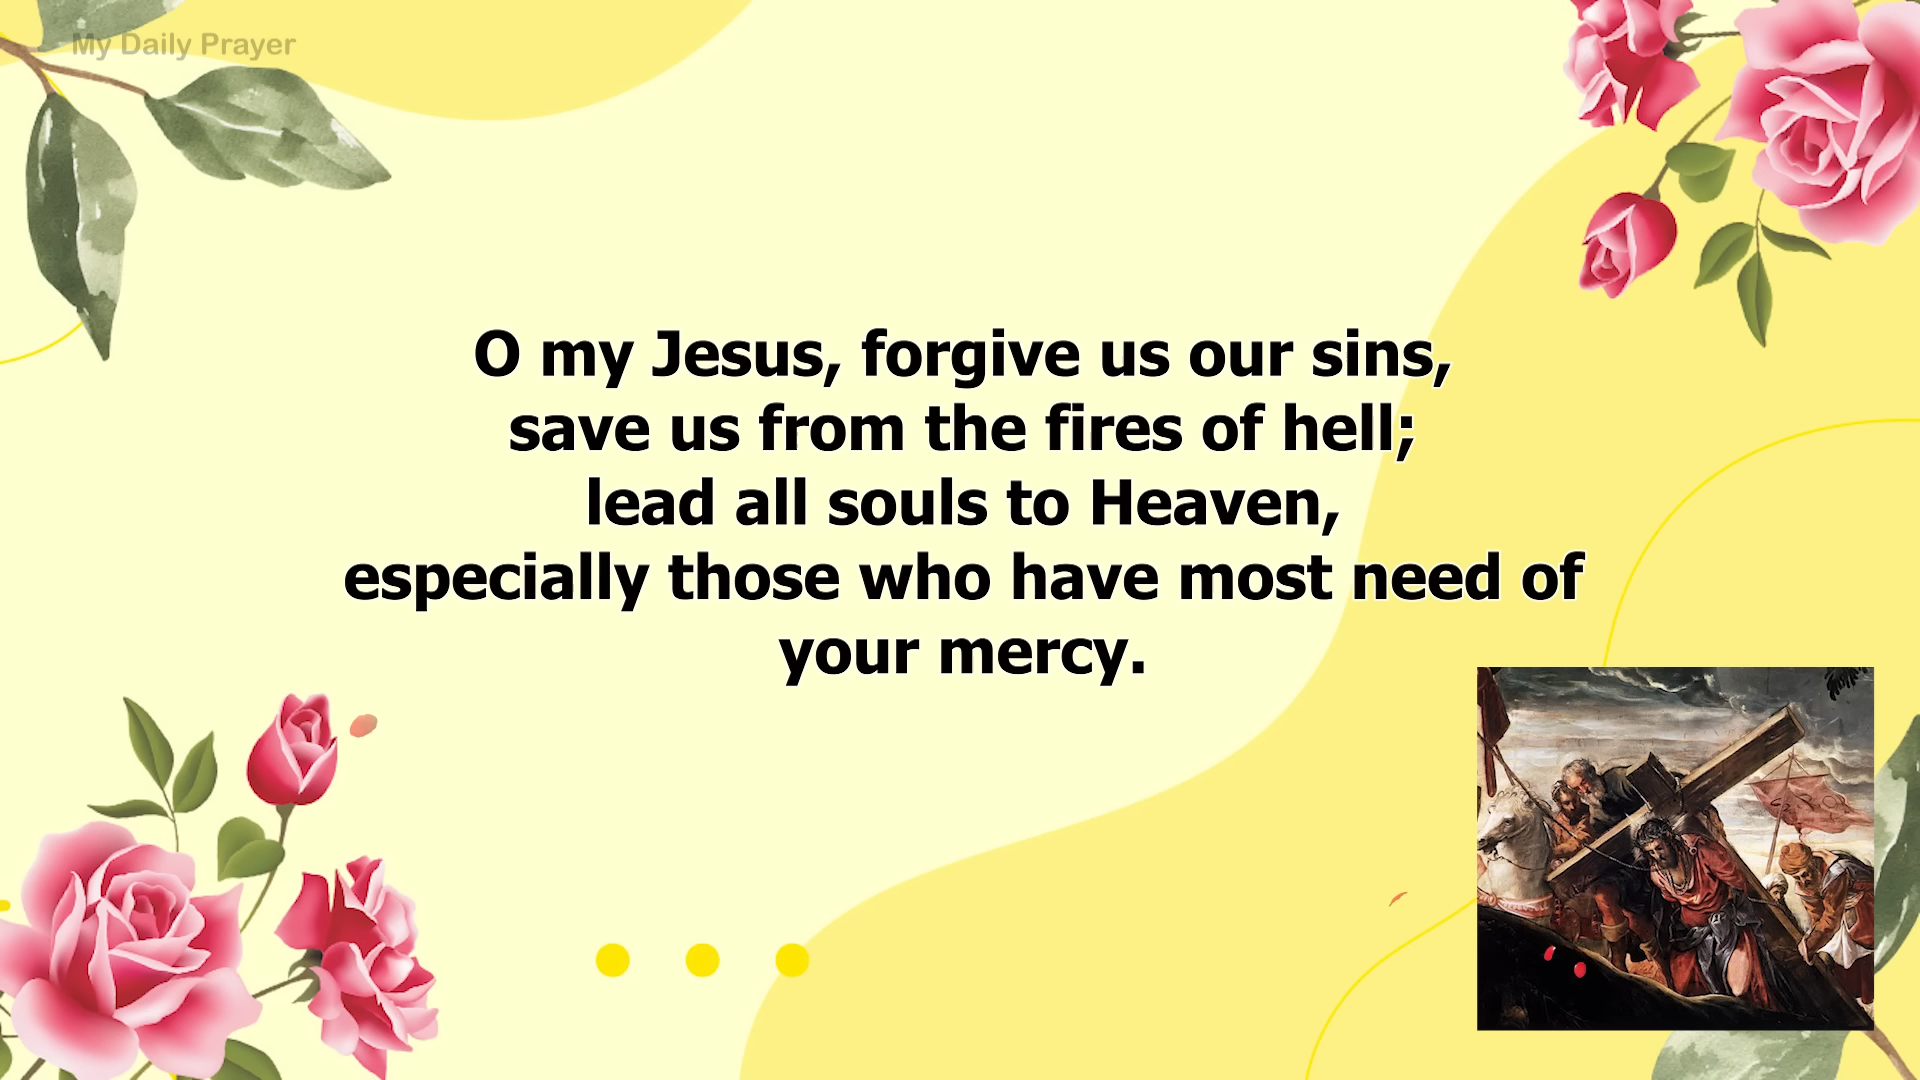 My Daily Prayer
O my Jesus, forgive us our sins,
save us from the fires of hell;
lead all souls to Heaven,
especially those who have most need of
your mercy.